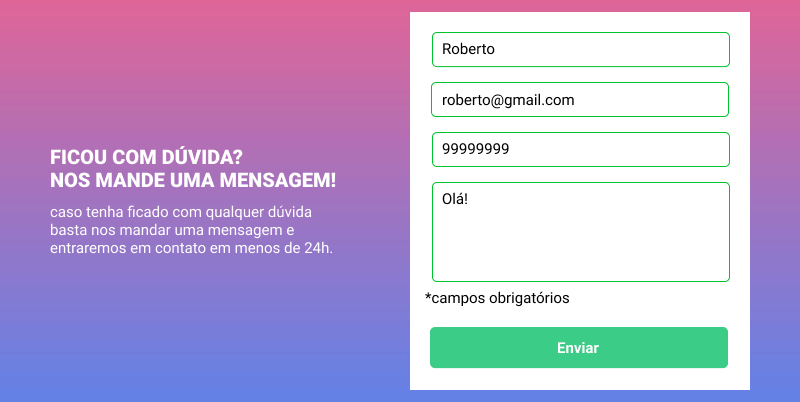 FICOU COM DÚVIDA?
NOS MANDE UMA MENSAGEM!
caso tenha ficado com qualquer dúvida
basta nos mandar uma mensagem e
entraremos em contato em menos de 24h.
Roberto
roberto@gmail.com
99999999
Olá!
*campos obrigatórios
Enviar